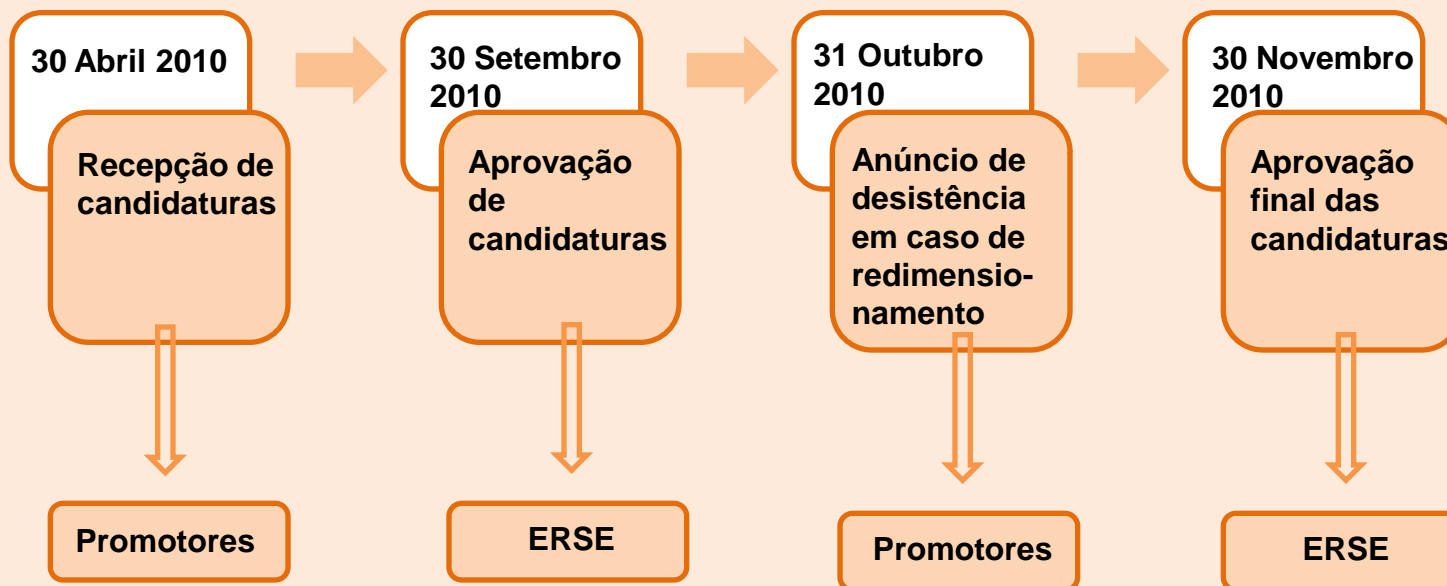 30 Abril 2010
Recepção de
candidaturas
Promotores
30 Setembro
2010
Aprovação
de
candidaturas
ERSE
31 Outubro
2010
Anúncio de
desistência
em caso de
redimensio-
namento
Promotores
30 Novembro
2010
Aprovação
final das
candidaturas
ERSE